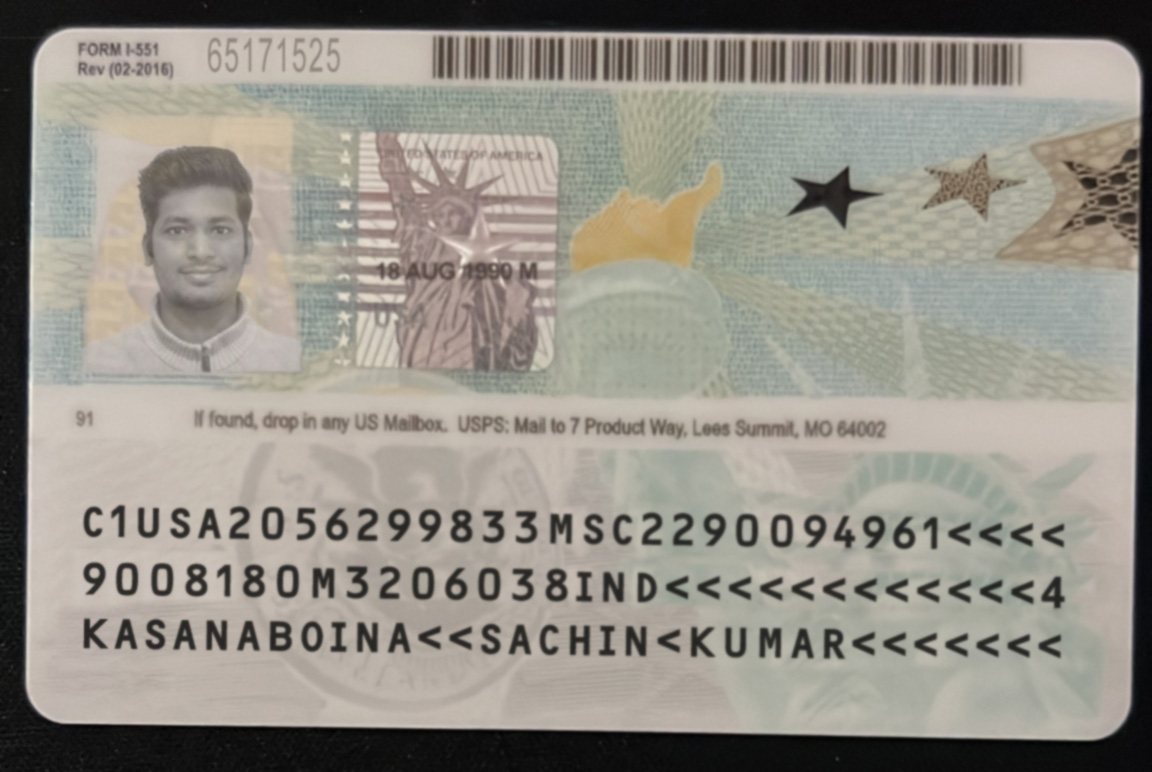 FORM I-551
Rev (02-2016)
65171525
UNITED STATES OF AMERICA
18 AUG 1990 M
91
If found, drop in any US Mailbox. USPS: Mail to 7 Product Way, Lees Summit, MO 64002
C1USA2056299833MSC2290094961<<<<
9008180M3206038IND<<<<<<<<<<<<4
KASANABOINA<<SACHIN<KUMAR<<<<<<<